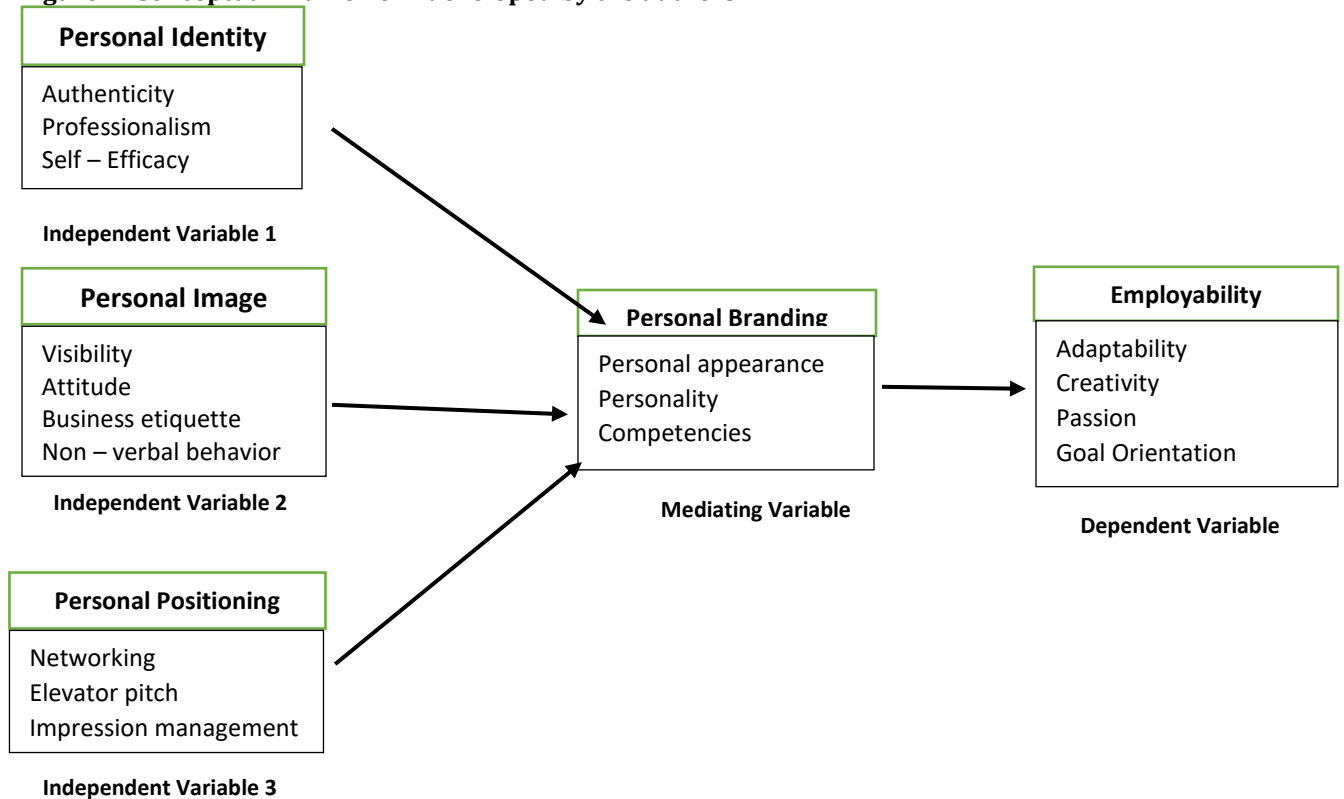 Personal Identity
Authenticity
Professionalism
Self – Efficacy
Independent Variable 1
Personal Image
Visibility
Attitude
Business etiquette
Non – verbal behavior
Independent Variable 2
Personal Positioning
Networking
Elevator pitch
Impression management
Independent Variable 3
Personal Branding
Personal appearance
Personality
Competencies
Mediating Variable
Employability
Adaptability
Creativity
Passion
Goal Orientation
Dependent Variable